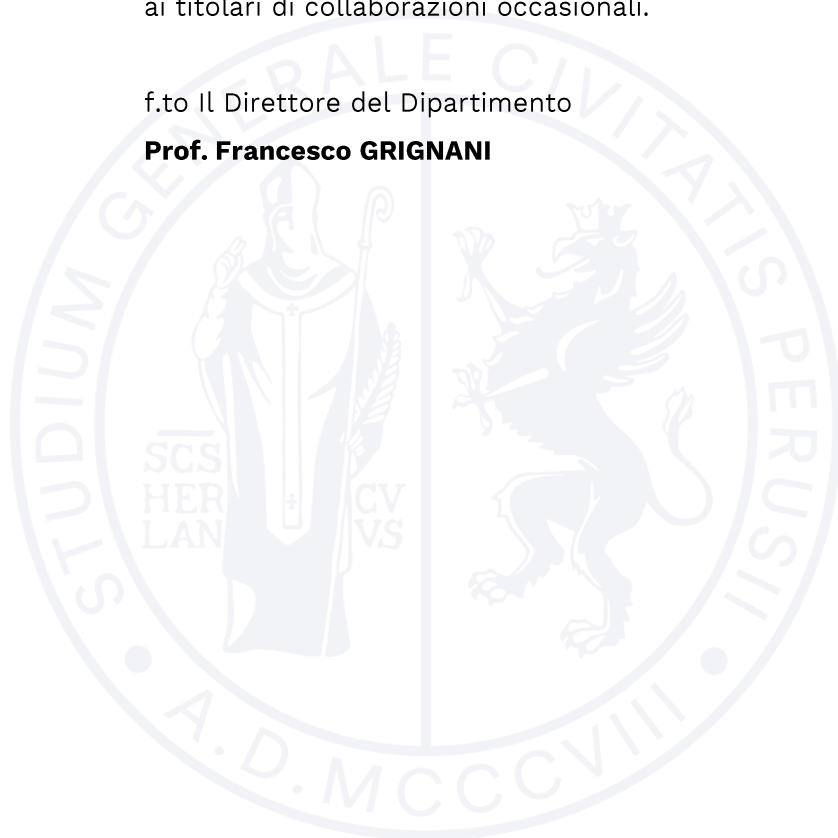 ai titolari di collaborazioni occasionali.
f.to Il Direttore del Dipartimento
Prof. Francesco GRIGNANI
STUDIUM GENERALE CIVITATIS PERUSII
SCS
HER CV
LAN VS
A.D. MCCCVIII